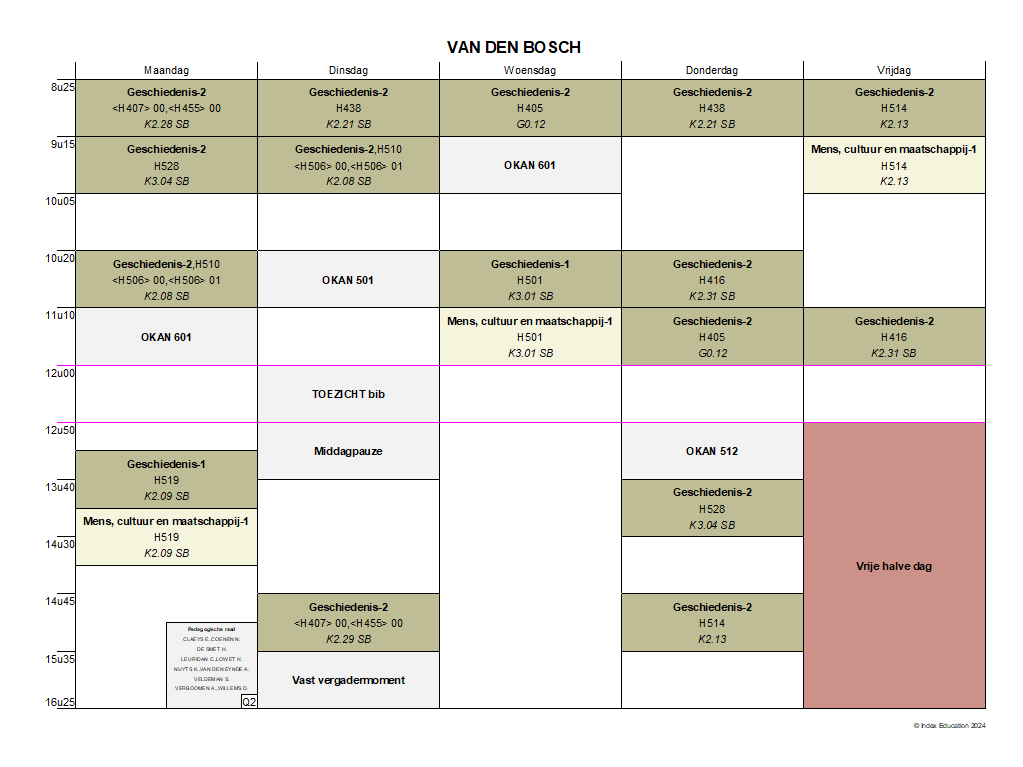 VAN DEN BOSCH
Maandag Dinsdag Woensdag Donderdag Vrijdag
8u25
Geschiedenis-2
<H407> 00,<H455> 00
K2.28 SB
Geschiedenis-2
H438
K2.21 SB
Geschiedenis-2
H405
G0.12
Geschiedenis-2
H438
K2.21 SB
Geschiedenis-2
H514
K2.13
9u15
Geschiedenis-2
H528
K3.04 SB
Geschiedenis-2,H510
<H506> 00,<H506> 01
K2.08 SB
OKAN 601
Mens, cultuur en maatschappij-1
H514
K2.13
10u05
10u20
Geschiedenis-2,H510
<H506> 00,<H506> 01
K2.08 SB
OKAN 501
Geschiedenis-1
H501
K3.01 SB
Geschiedenis-2
H416
K2.31 SB
11u10
OKAN 601
Mens, cultuur en maatschappij-1
H501
K3.01 SB
Geschiedenis-2
H405
G0.12
Geschiedenis-2
H416
K2.31 SB
12u00
TOEZICHT bib
12u50
Middagpauze
OKAN 512
Geschiedenis-1
H519
K2.09 SB
13u40
Geschiedenis-2
H528
K3.04 SB
Mens, cultuur en maatschappij-1
H519
K2.09 SB
14u30
Vrije halve dag
14u45
Geschiedenis-2
<H407> 00,<H455> 00
K2.29 SB
Geschiedenis-2
H514
K2.13
Pedagogische raad
CLAEYS E.,COENEN N.
DE SMET H.
LEURIDAN C.,LOWET H.
NUYTS K.,VAN DEN EYNDE A.
VELDEMAN S.
VERBOOMEN A.,WILLEMS D.
Q2
15u35
Vast vergadermoment
16u25
© Index Education 2024